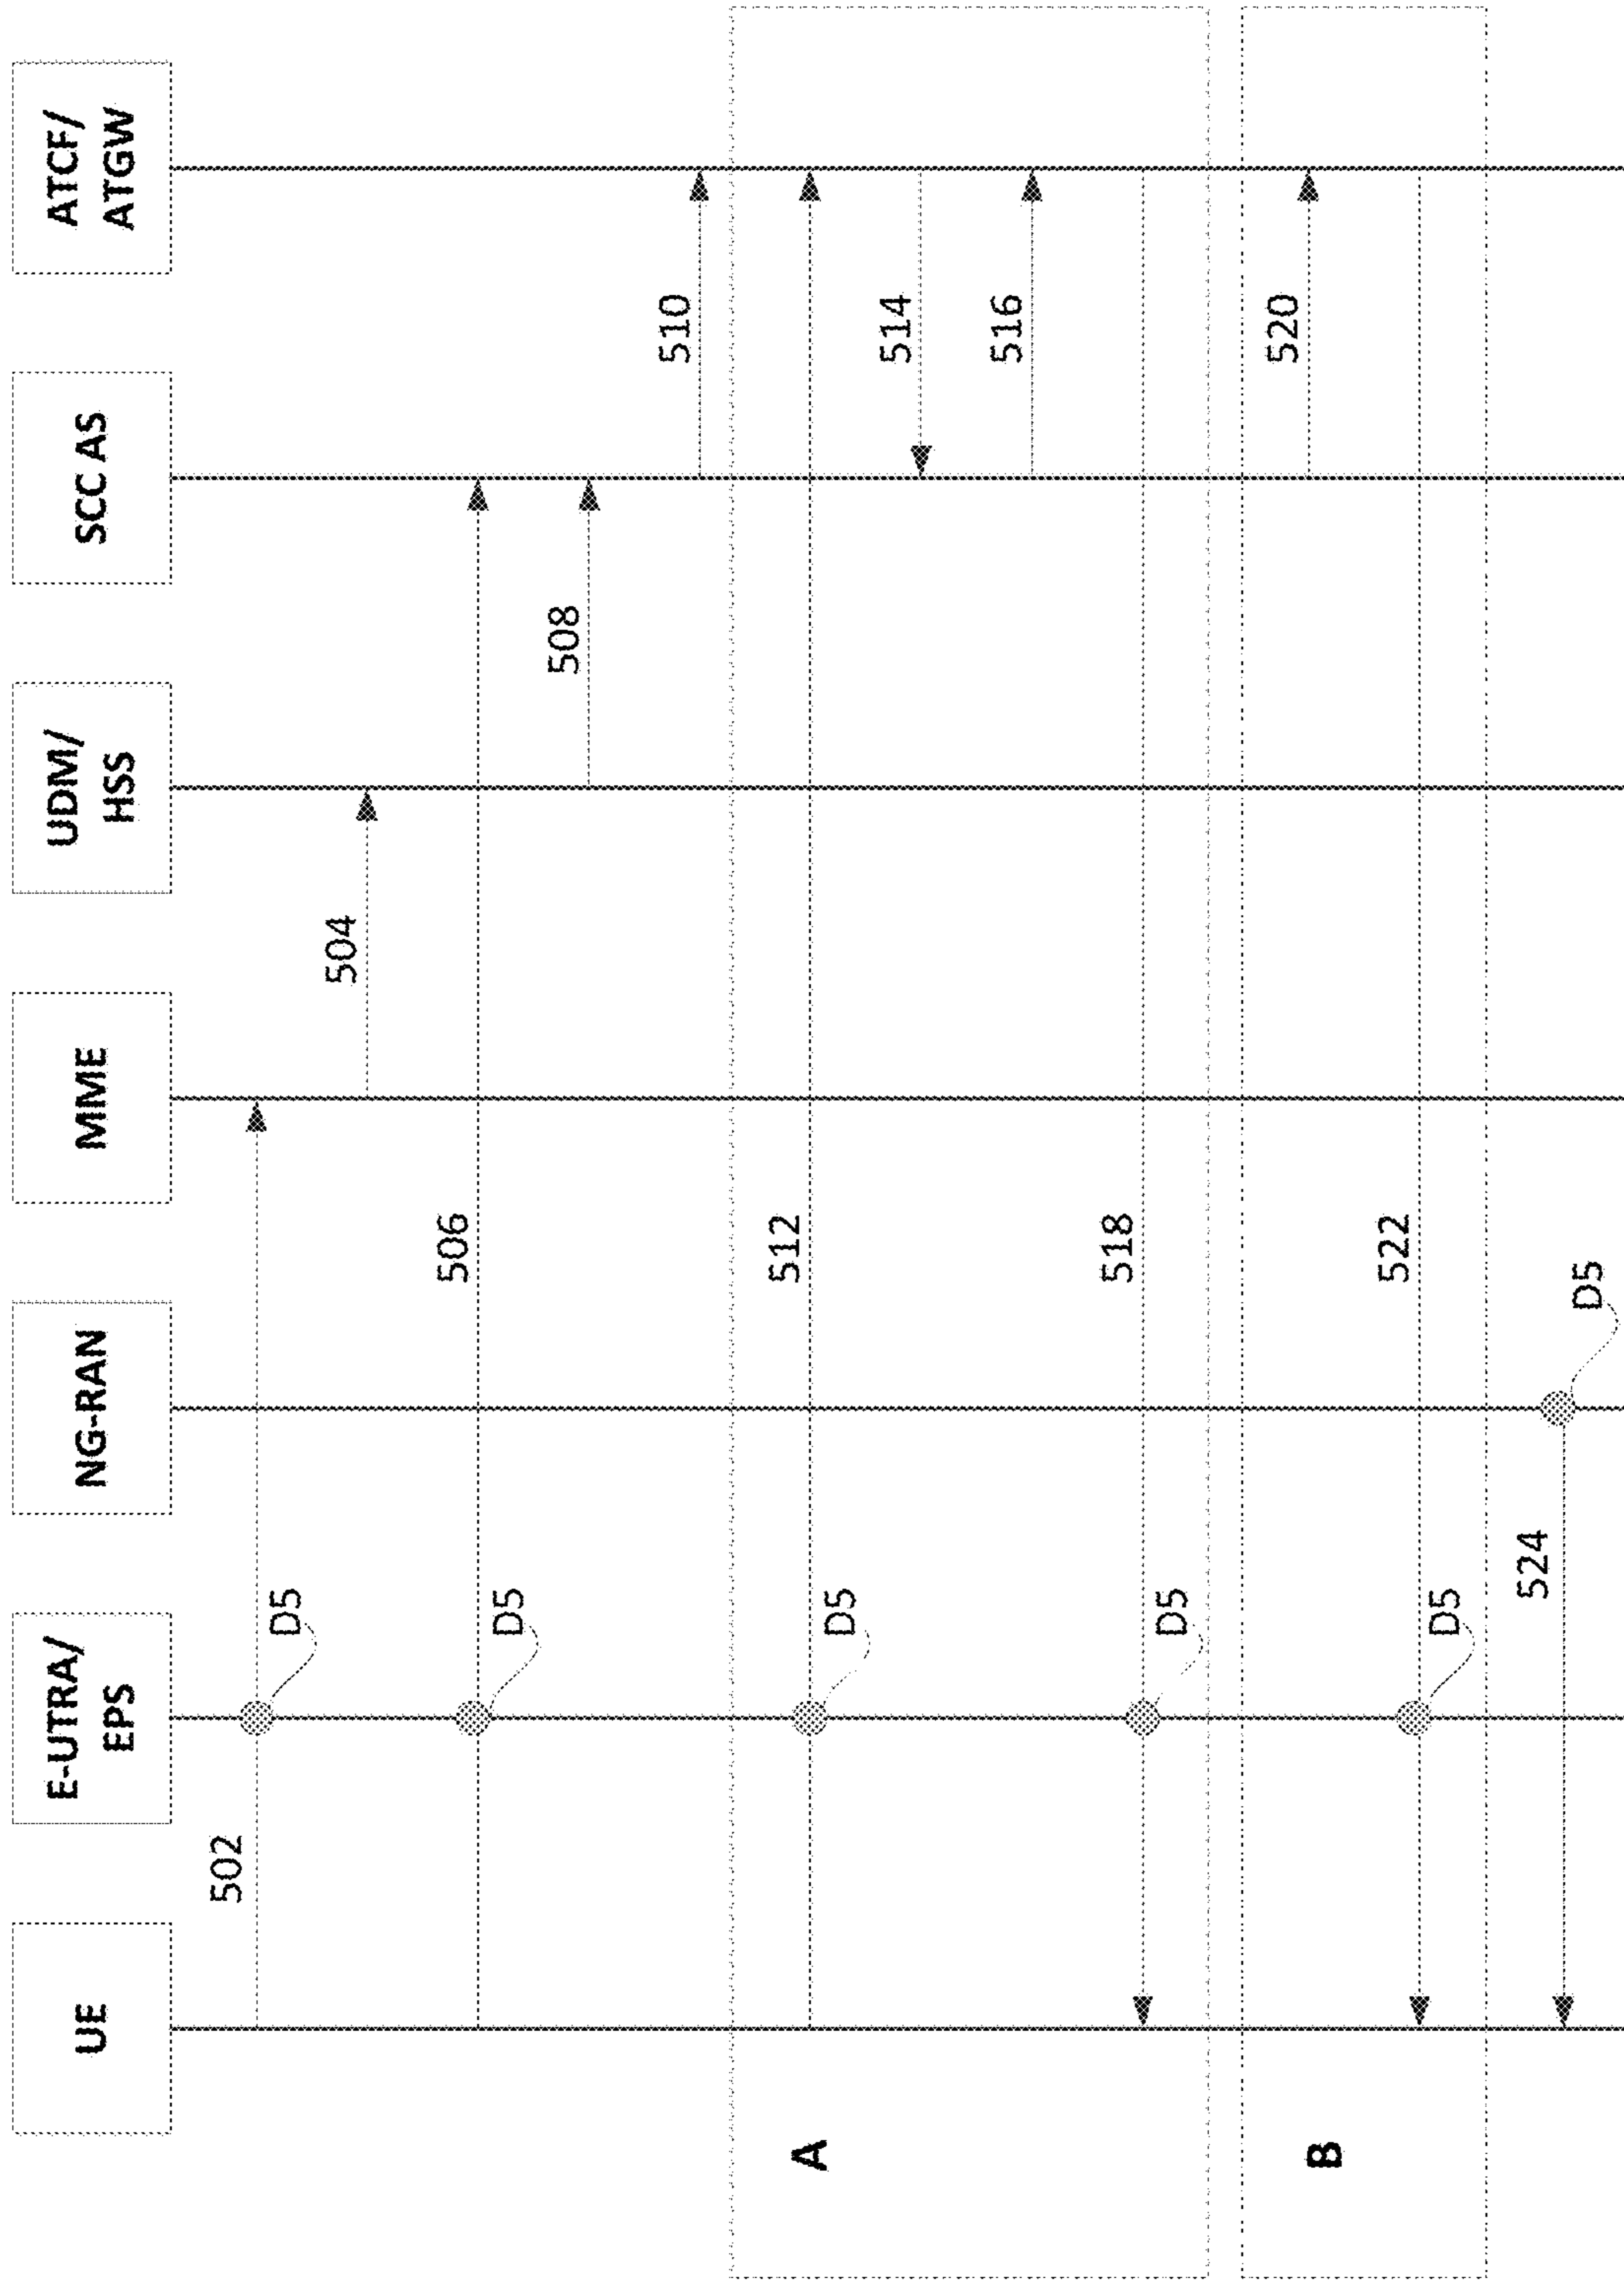 UE
E-UTRA/
EPS
NG-RAN
MME
UDM/
HSS
SCC AS
ATCF/
ATGW
502
D5
504
506
D5
508
510
A
512
D5
514
516
518
D5
B
520
522
D5
524
D5